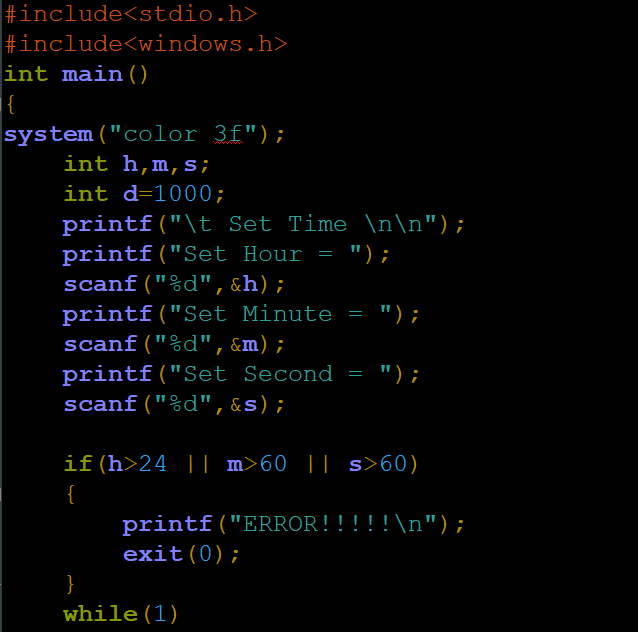 #include<stdio.h>
#include<windows.h>
int main()
{
system("color 3f");
    int h,m,s;
    int d=1000;
    printf("\t Set Time \n\n");
    printf("Set Hour = ");
    scanf("%d",&h);
    printf("Set Minute = ");
    scanf("%d",&m);
    printf("Set Second = ");
    scanf("%d",&s);

    if(h>24 || m>60 || s>60)
    {
        printf("ERROR!!!!!\n");
        exit(0);
    }
    while(1)